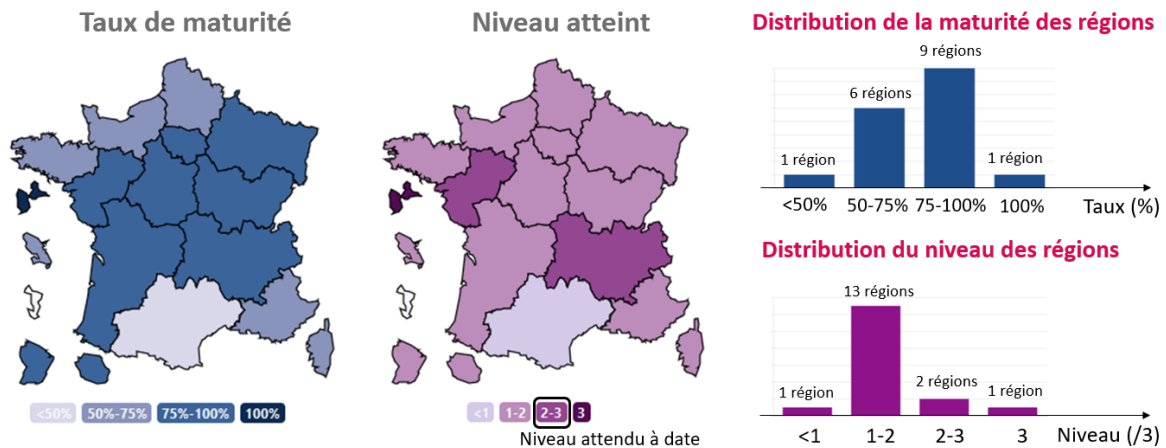 Taux de maturité
<50% 50%-75% 75%-100% 100%
Niveau atteint
<1 1-2 2-3 3
Niveau attendu à date
Distribution de la maturité des régions
9 régions
6 régions
1 région
1 région
<50% 50-75% 75-100% 100% Taux (%)
Distribution du niveau des régions
13 régions
2 régions
1 région
1 région
<1 1-2 2-3 3 Niveau (/3)